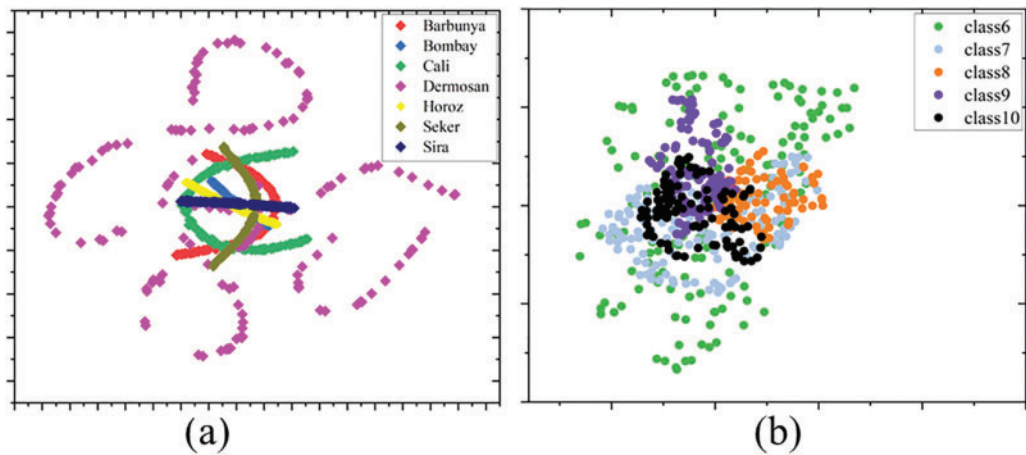 Barbunya
Bombay
Cali
Dermosan
Horoz
Seker
Sira
(a)
class6
class7
class8
class9
class10
(b)